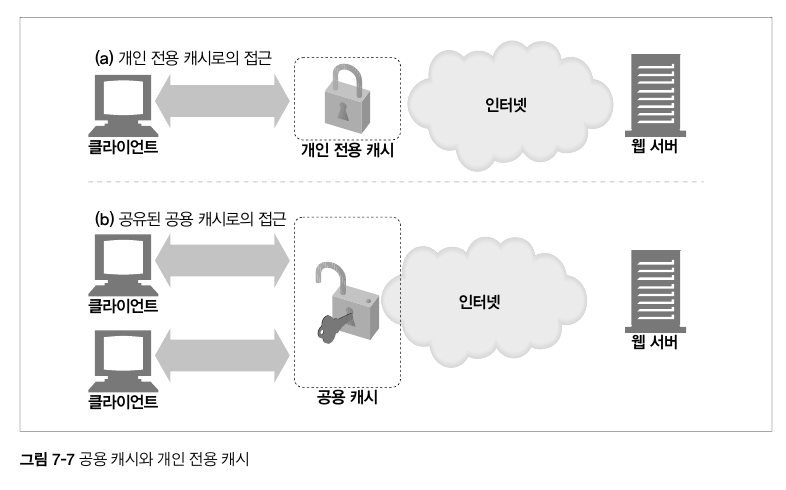 (a) 개인 전용 캐시로의 접근
클라이언트
개인 전용 캐시
인터넷
웹 서버
(b) 공유된 공용 캐시로의 접근
클라이언트
인터넷
웹 서버
클라이언트
공용 캐시
그림 7-7 공용 캐시와 개인 전용 캐시